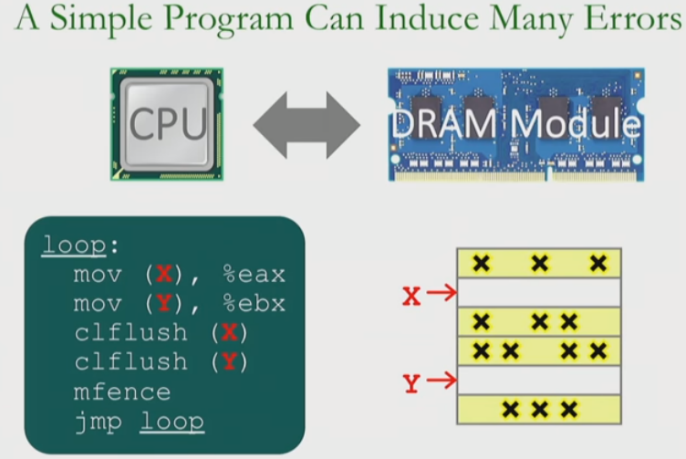 A Simple Program Can Induce Many Errors
CPU
DRAM Module
loop:
mov (X), %eax
mov (Y), %ebx
clflush (X)
clflush (Y)
mfence
jmp loop
X
Y